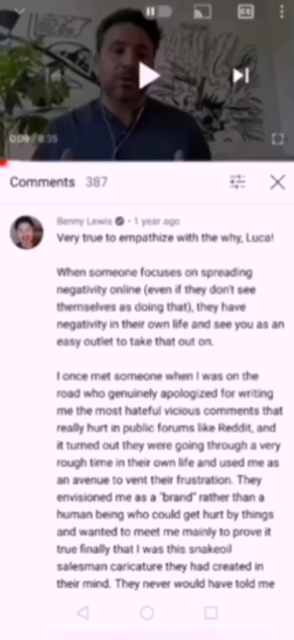 CC
0:09 / 8:35
Comments 387
Benny Lewis • 1 year ago
Very true to empathize with the why, Luca!
When someone focuses on spreading
negativity online (even if they don't see
themselves as doing that), they have
negativity in their own life and see you as an
easy outlet to take that out on.
I once met someone when I was on the
road who genuinely apologized for writing
me the most hateful vicious comments that
really hurt in public forums like Reddit, and
it turned out they were going through a very
rough time in their own life and used me as
an avenue to vent their frustration. They
envisioned me as a "brand" rather than a
human being who could get hurt by things
and wanted to meet me mainly to prove it
true finally that I was this snakeoil
salesman caricature they had created in
their mind. They never would have told me